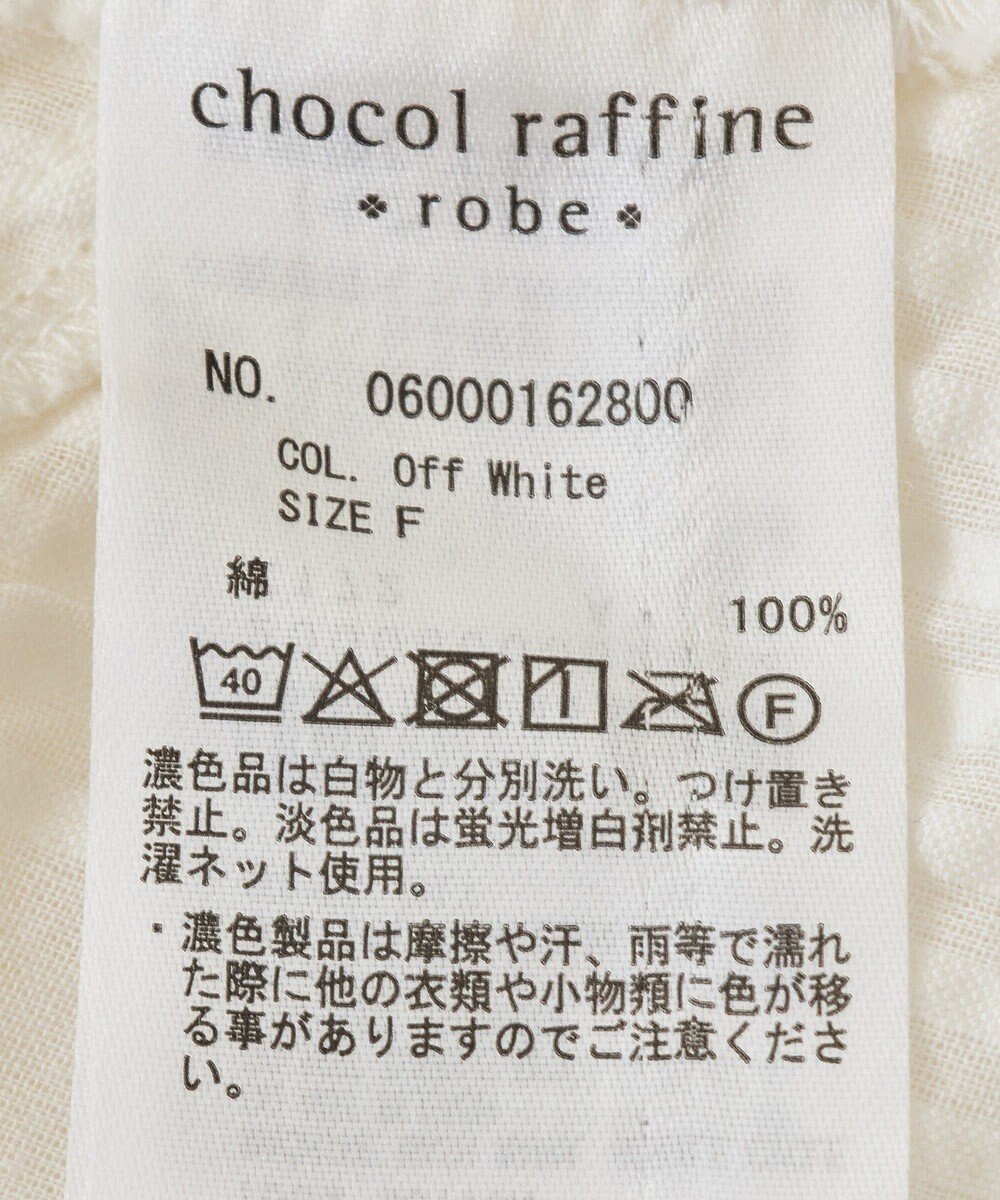 chocol raffine
robe
NO. 06000162800
COL. Off White
SIZE F
綿
100%
40
F
濃色品は白物と分別洗い。つけ置き
禁止。淡色品は蛍光増白剤禁止。洗
濯ネット使用。
・濃色製品は摩擦や汗、雨等で濡れ
た際に他の衣類や小物類に色が移
る事がありますのでご注意くださ
い。